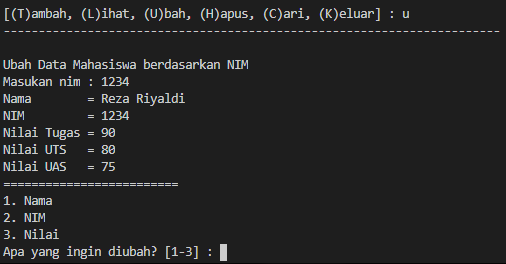 [(T)ambah, (L)ihat, (U)bah, (H)apus, (C)ari, (K)eluar] : u
-----------------------------------------------------------------------
Ubah Data Mahasiswa berdasarkan NIM
Masukan nim : 1234
Nama        = Reza Riyaldi
NIM         = 1234
Nilai Tugas = 90
Nilai UTS   = 80
Nilai UAS   = 75
=========================
1. Nama
2. NIM
3. Nilai
Apa yang ingin diubah? [1-3] :